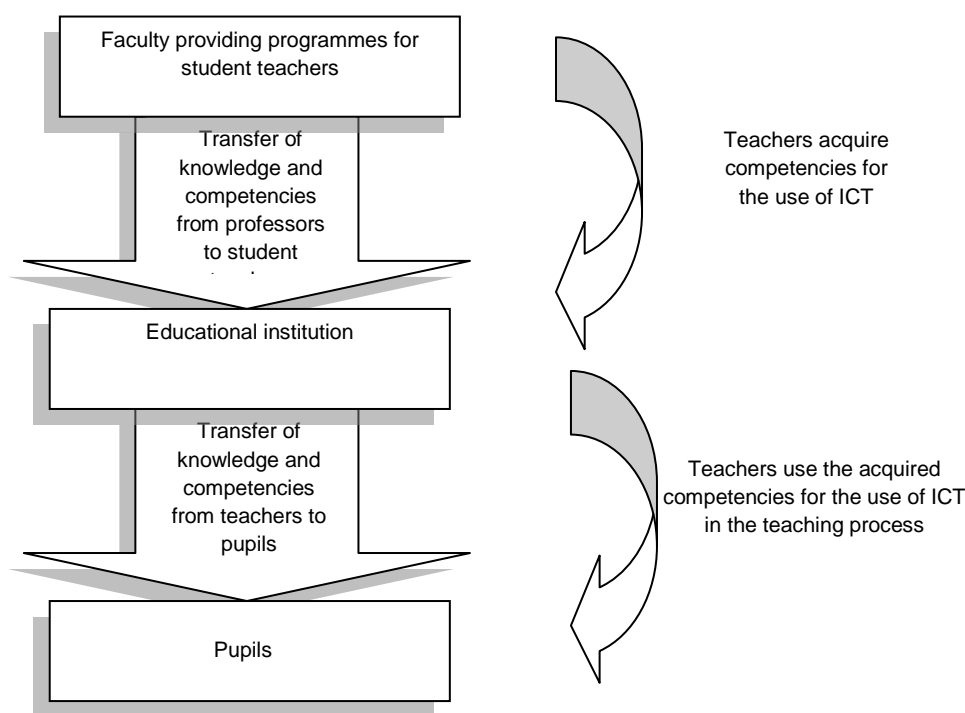 Faculty providing programmes for
student teachers
Transfer of
knowledge and
competencies
from professors
to student
Teachers acquire
competencies for
the use of ICT
Educational institution
Transfer of
knowledge and
competencies
from teachers to
pupils
Teachers use the acquired
competencies for the use of ICT
in the teaching process
Pupils